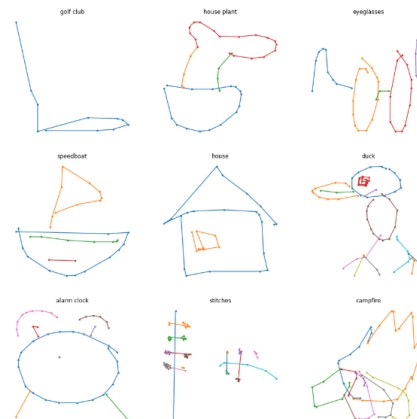 golf club
house plant
eyeglasses
speedboat
house
duck
alarm clock
stitches
campfire